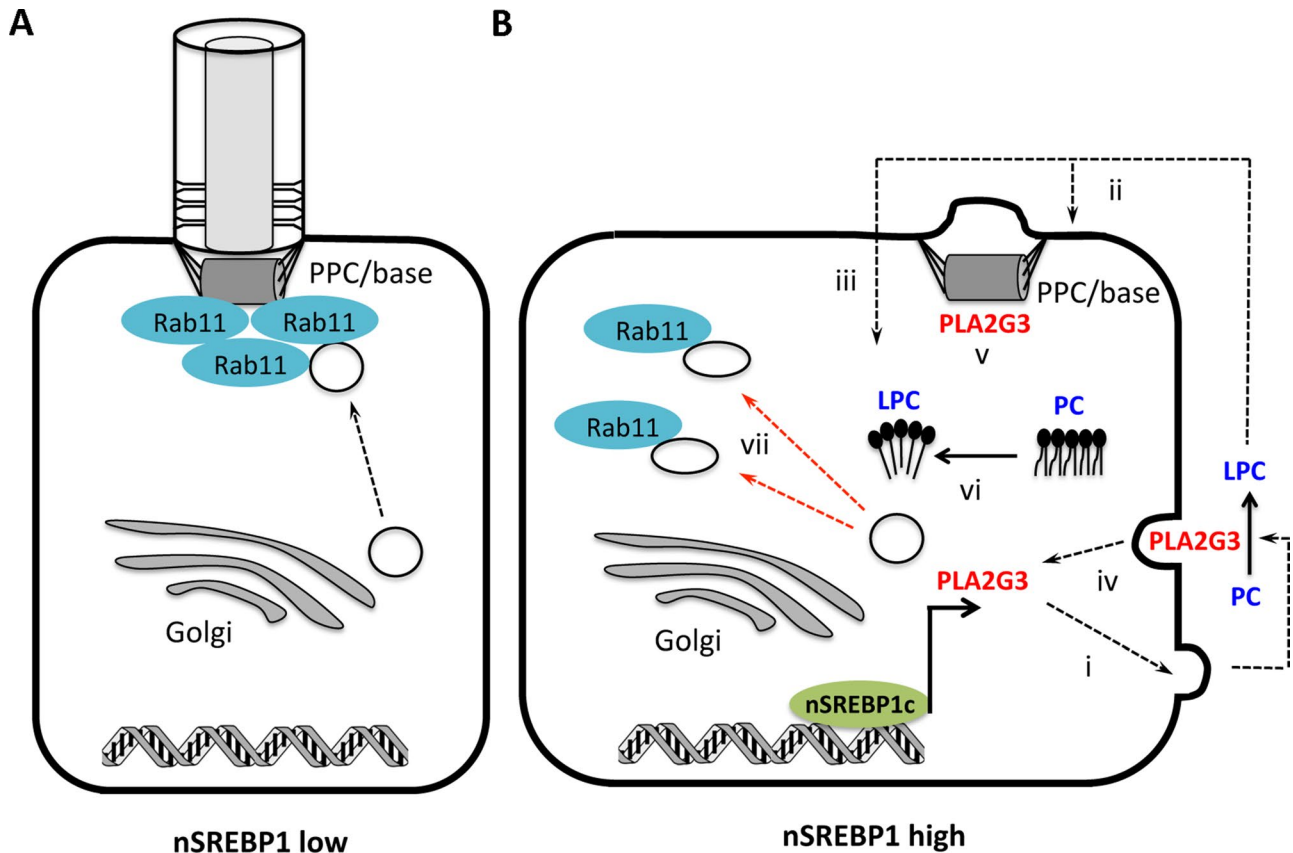 A
PPC/base
Rab11
Rab11
Rab11
Golgi
nSREBP1 low
B
ii
iii
PPC/base
PLA2G3
v
Rab11
Rab11
vii
LPC
PC
vi
LPC
PLA2G3
iv
PC
PLA2G3
i
Golgi
nSREBP1c
nSREBP1 high